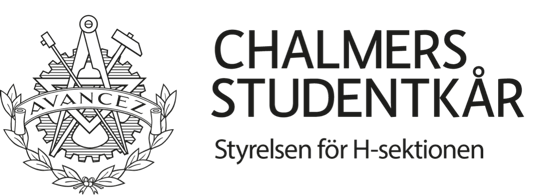 AVANCEZ
CHALMERS
STUDENTKÅR
Styrelsen för H-sektionen